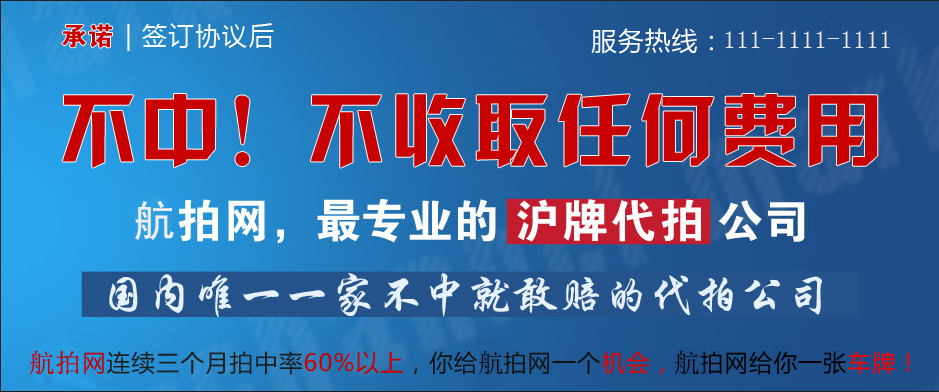 承诺 | 签订协议后
服务热线：111-1111-1111
不中！不收取任何费用
航拍网，最专业的 沪牌代拍 公司
国内唯一一家不中就敢赔的代拍公司
航拍网连续三个月拍中率60%以上，你给航拍网一个机会，航拍网给你一张车牌！